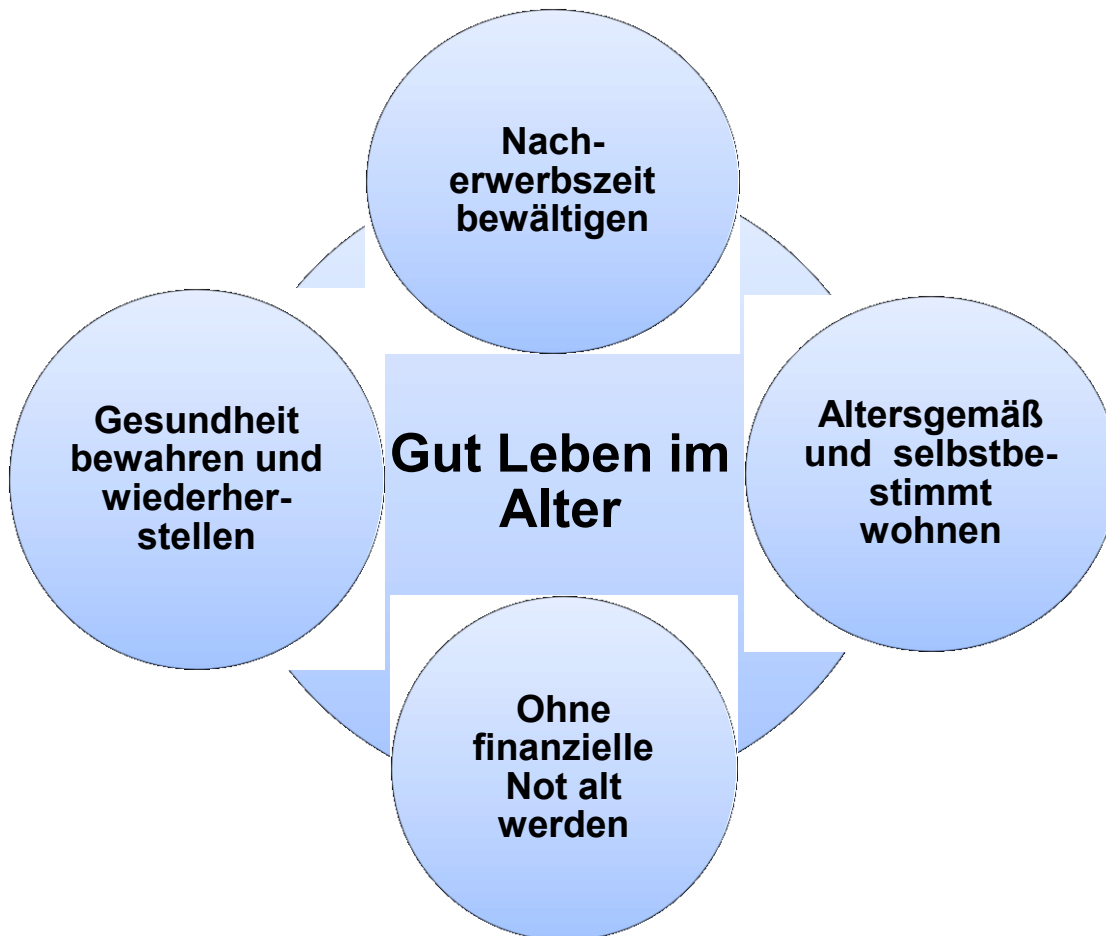 Nach-
erwerbszeit
bewältigen
Gesundheit
bewahren und
wiederher-
stellen
Gut Leben im
Alter
Altersgemäß
und selbstbe-
stimmt
wohnen
Ohne
finanzielle
Not alt
werden